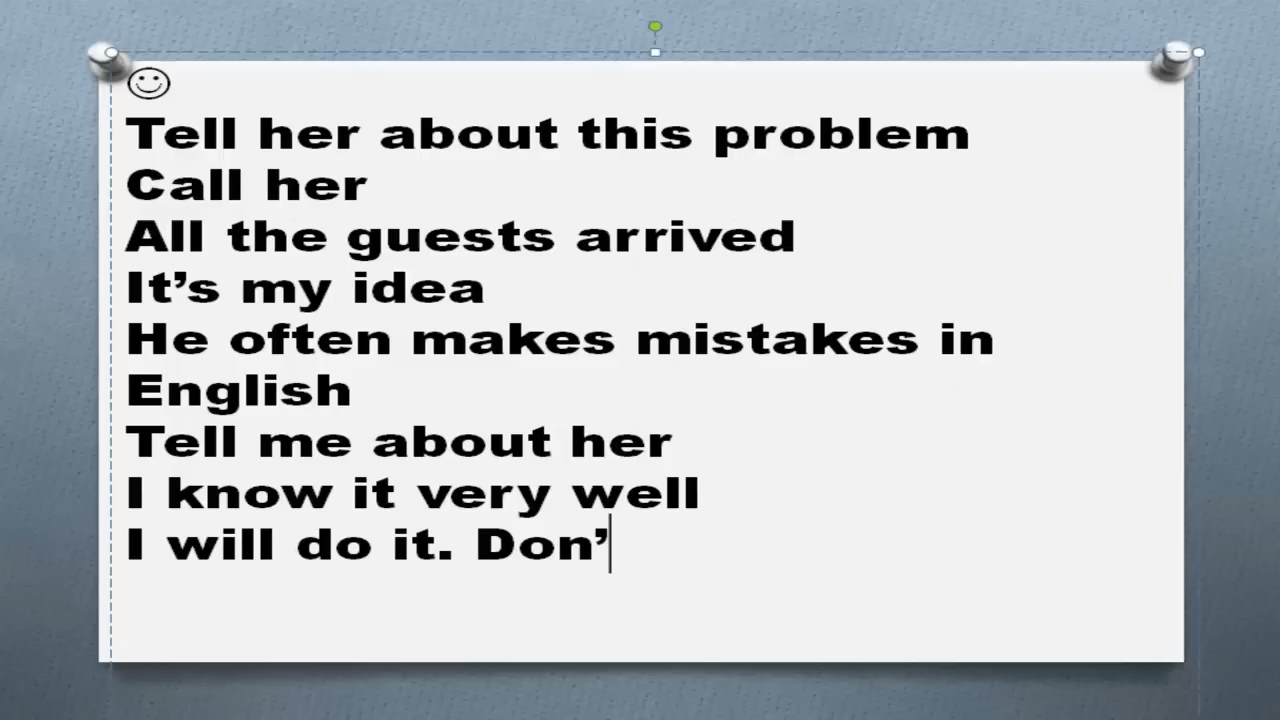 ☺
Tell her about this problem
Call her
All the guests arrived
It’s my idea
He often makes mistakes in
English
Tell me about her
I know it very well
I will do it. Don’